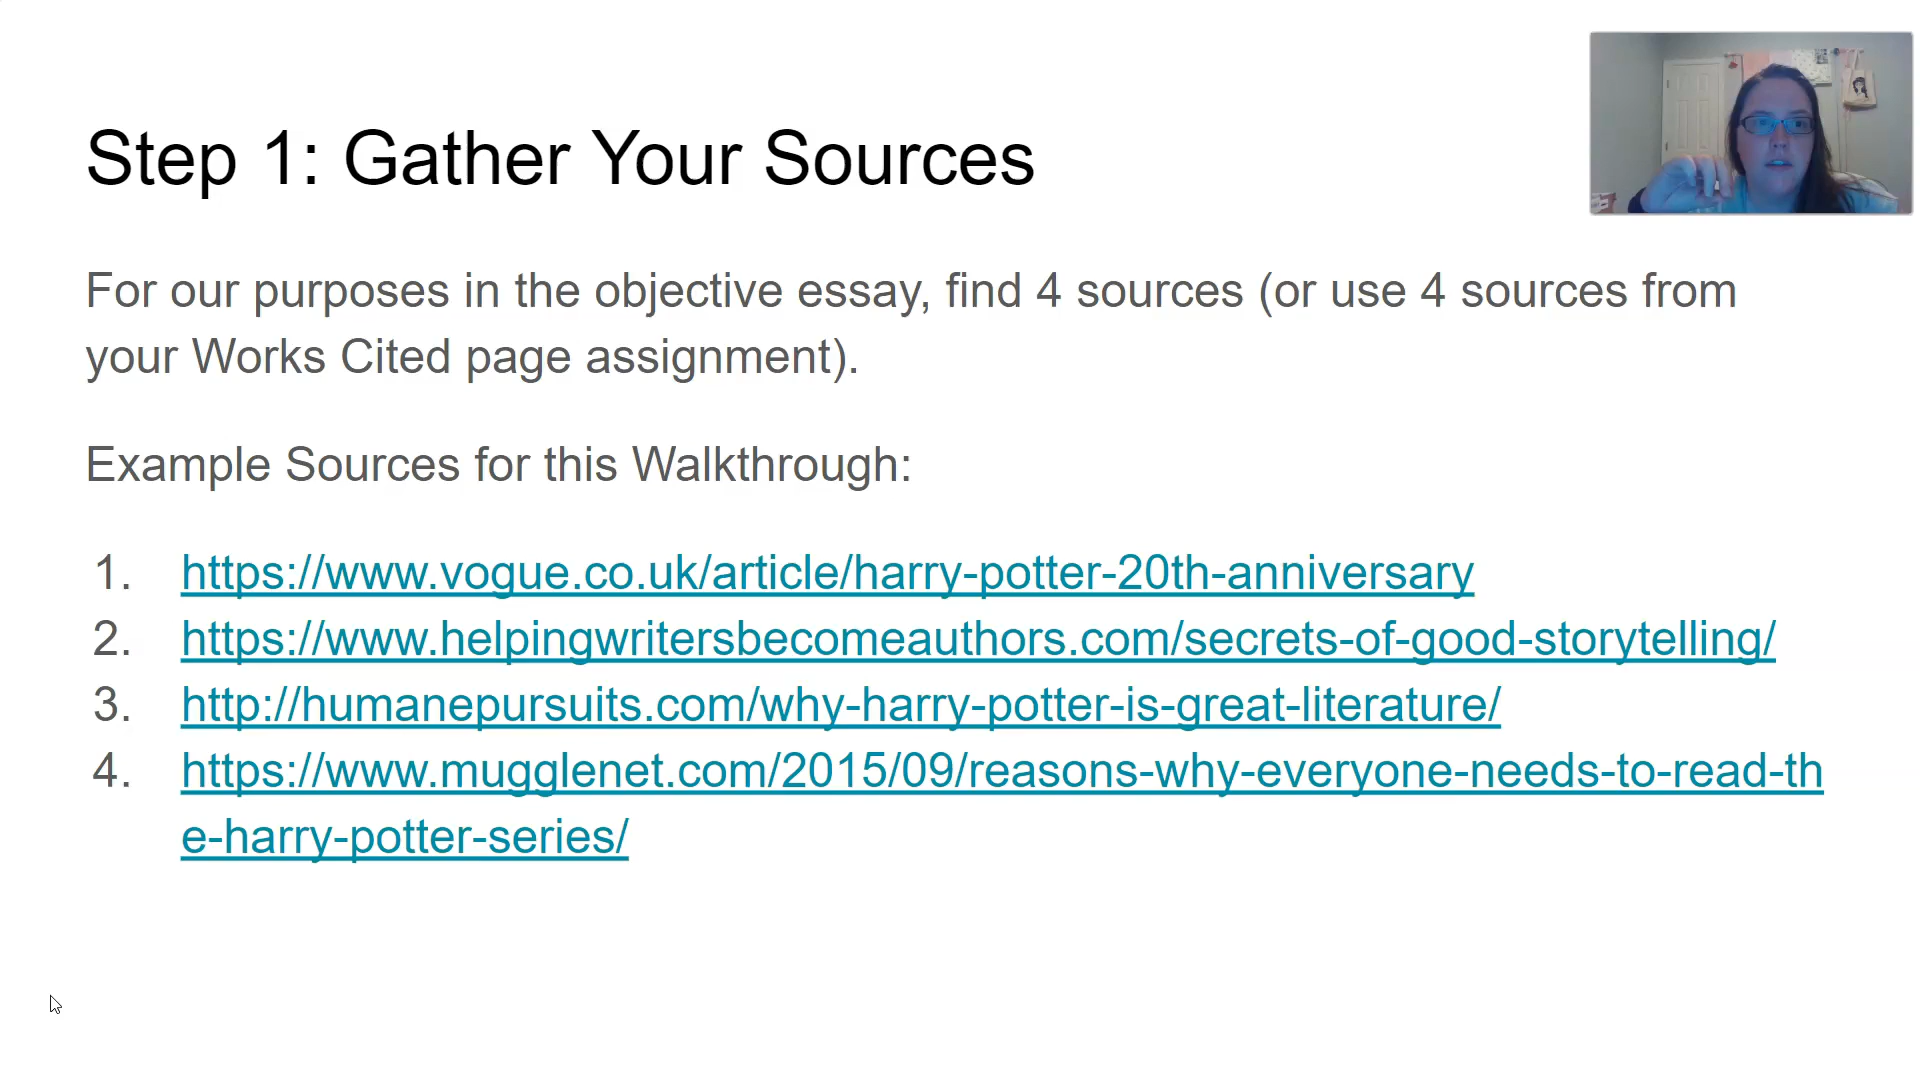 Step 1: Gather Your Sources
For our purposes in the objective essay, find 4 sources (or use 4 sources from
your Works Cited page assignment).
Example Sources for this Walkthrough:
1. https://www.vogue.co.uk/article/harry-potter-20th-anniversary
2. https://www.helpingwritersbecomeauthors.com/secrets-of-good-storytelling/
3. http://humanepursuits.com/why-harry-potter-is-great-literature/
4. https://www.mugglenet.com/2015/09/reasons-why-everyone-needs-to-read-th
e-harry-potter-series/